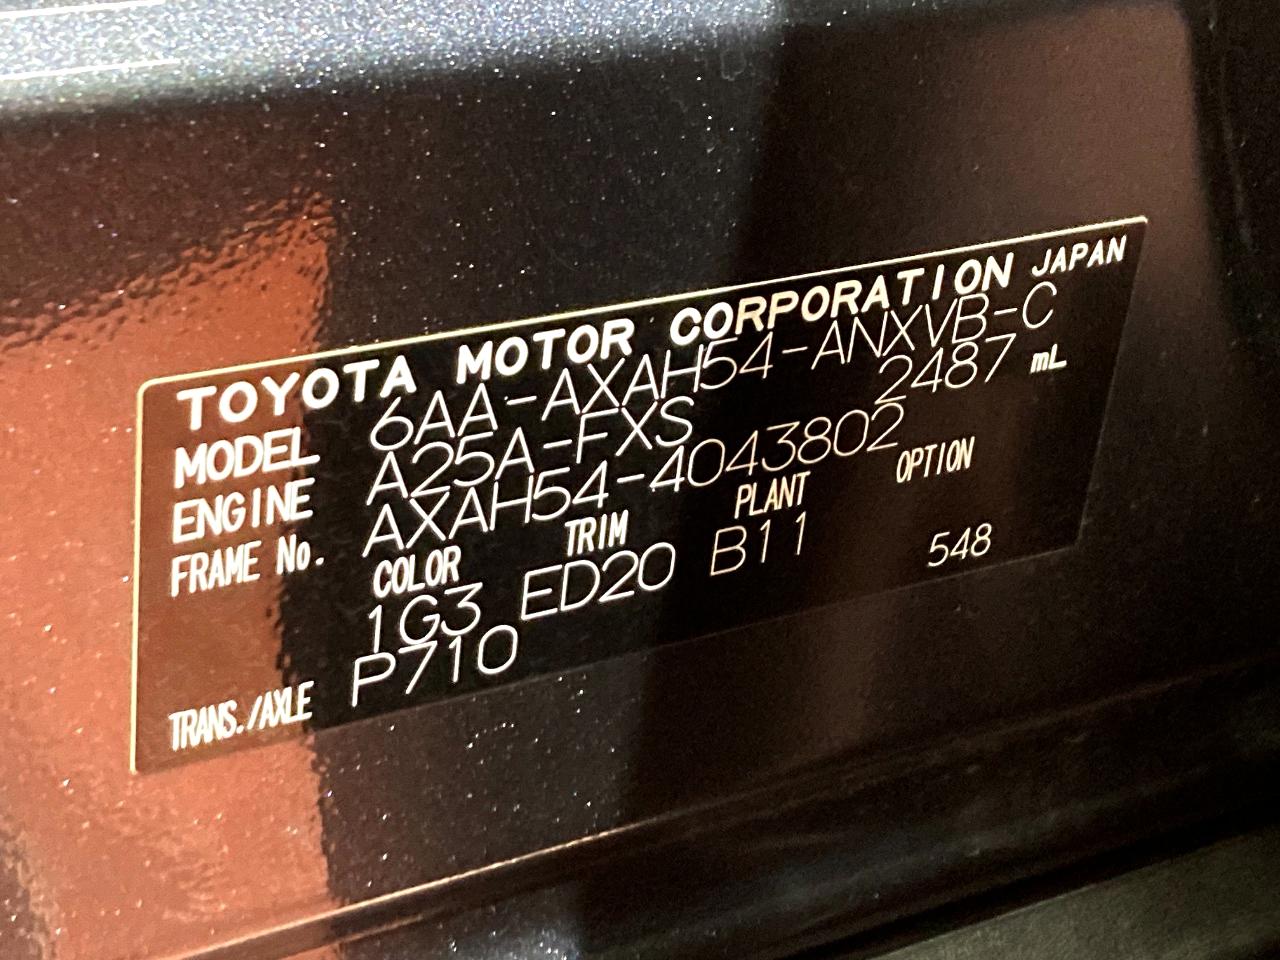 TOYOTA MOTOR CORPORATION JAPAN
MODEL 6AA-AXAH54-ANXVB-C
ENGINE A25A-FXS 2487 mL
FRAME No. AXAH54-4043802
COLOR TRIM PLANT OPTION
1G3 ED20 B11 548
TRANS./AXLE P710